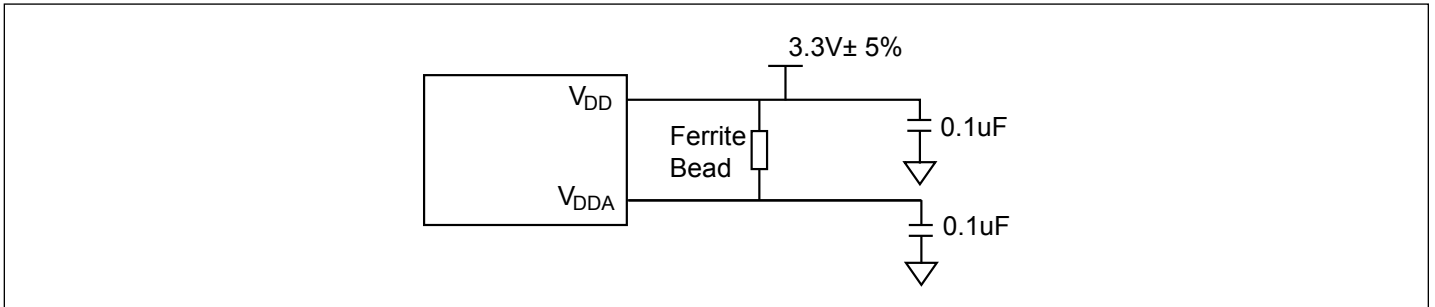 3.3V± 5%
VDD
0.1uF
Ferrite
Bead
VDDA
0.1uF